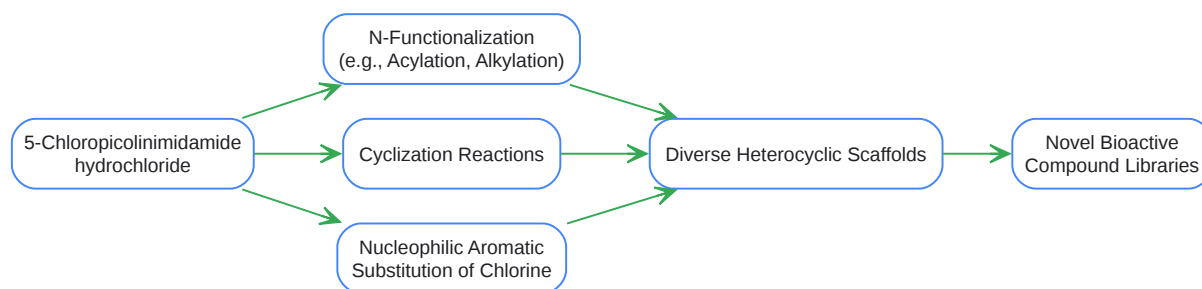 5-Chloropicolinimidamide
hydrochloride
N-Functionalization
(e.g., Acylation, Alkylation)
Cyclization Reactions
Nucleophilic Aromatic
Substitution of Chlorine
Diverse Heterocyclic Scaffolds
Novel Bioactive
Compound Libraries